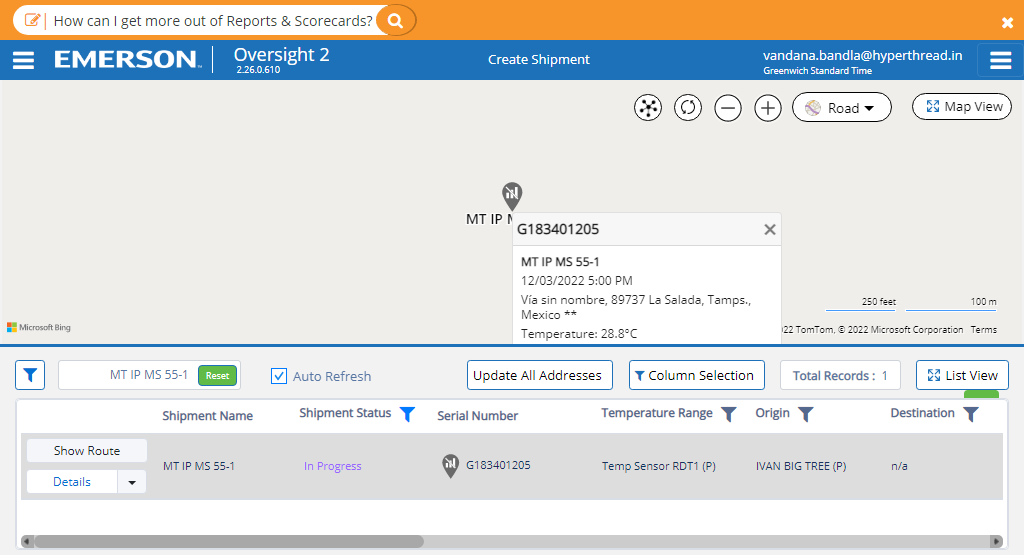 How can I get more out of Reports & Scorecards?
EMERSON™
Oversight 2
2.26.0.610
Create Shipment
vandana.bandla@hyperthread.in
Greenwich Standard Time
Road
Map View
MT IP M
G183401205
MT IP MS 55-1
12/03/2022 5:00 PM
Vía sin nombre, 89737 La Salada, Tamps.,
Mexico **
Temperature: 28.8°C
250 feet
100 m
Microsoft Bing
22 TomTom, © 2022 Microsoft Corporation Terms
MT IP MS 55-1
Reset
Auto Refresh
Update All Addresses
Column Selection
Total Records : 1
List View
Shipment Name
Shipment Status
Serial Number
Temperature Range
Origin
Destination
Show Route
Details
MT IP MS 55-1
In Progress
G183401205
Temp Sensor RDT1 (P)
IVAN BIG TREE (P)
n/a